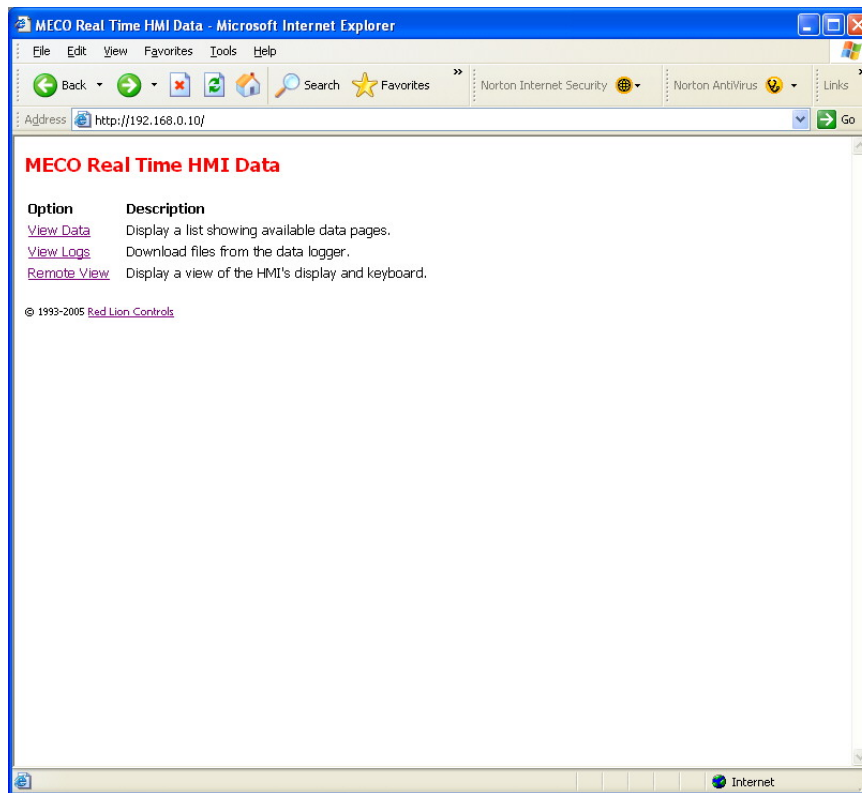 MECO Real Time HMI Data - Microsoft Internet Explorer
File Edit View Favorites Tools Help
Back Search Favorites » Norton Internet Security Norton AntiVirus Links »
Address http://192.168.0.10/ Go
MECO Real Time HMI Data
Option Description
View Data Display a list showing available data pages.
View Logs Download files from the data logger.
Remote View Display a view of the HMI's display and keyboard.
© 1993-2005 Red Lion Controls
Internet